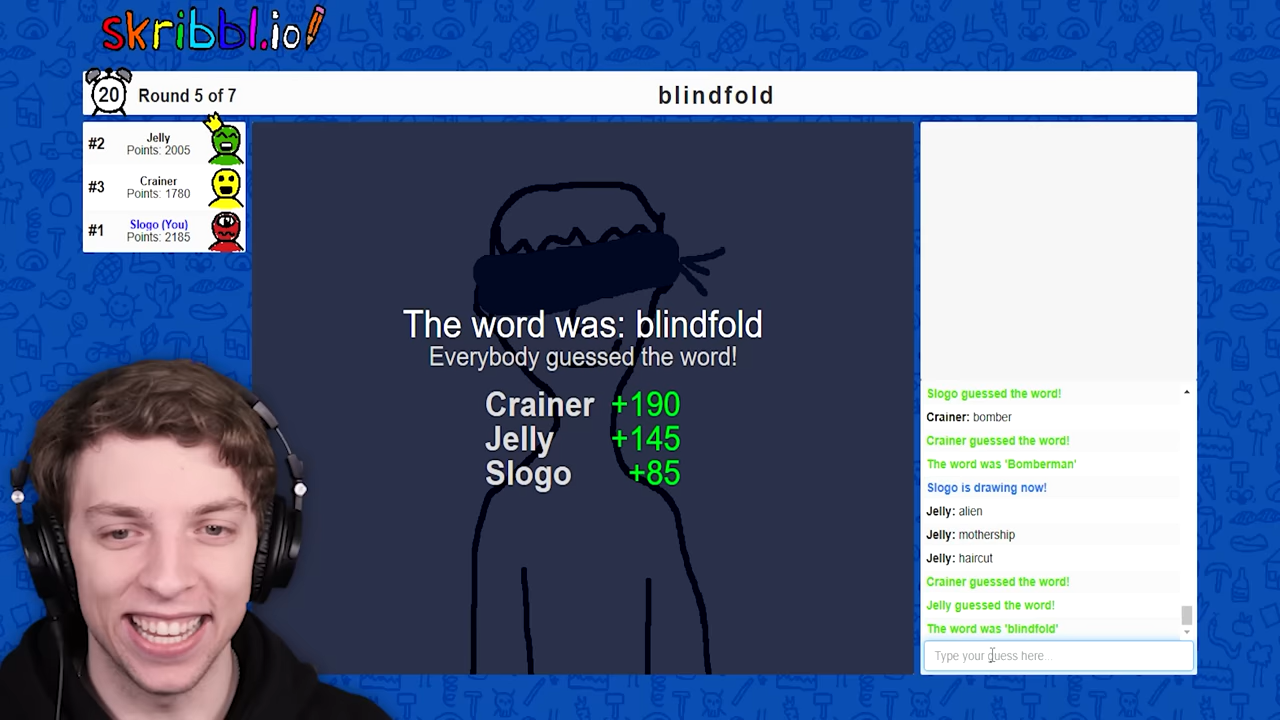 skribbl.io
20
Round 5 of 7
blindfold
#2
Jelly
Points: 2005
#3
Crainer
Points: 1780
#1
Slogo (You)
Points: 2185
The word was: blindfold
Everybody guessed the word!
Crainer +190
Jelly +145
Slogo +85
Slogo guessed the word!
Crainer: bomber
Crainer guessed the word!
The word was 'Bomberman'
Slogo is drawing now!
Jelly: alien
Jelly: mothership
Jelly: haircut
Crainer guessed the word!
Jelly guessed the word!
The word was 'blindfold'
Type your guess here...